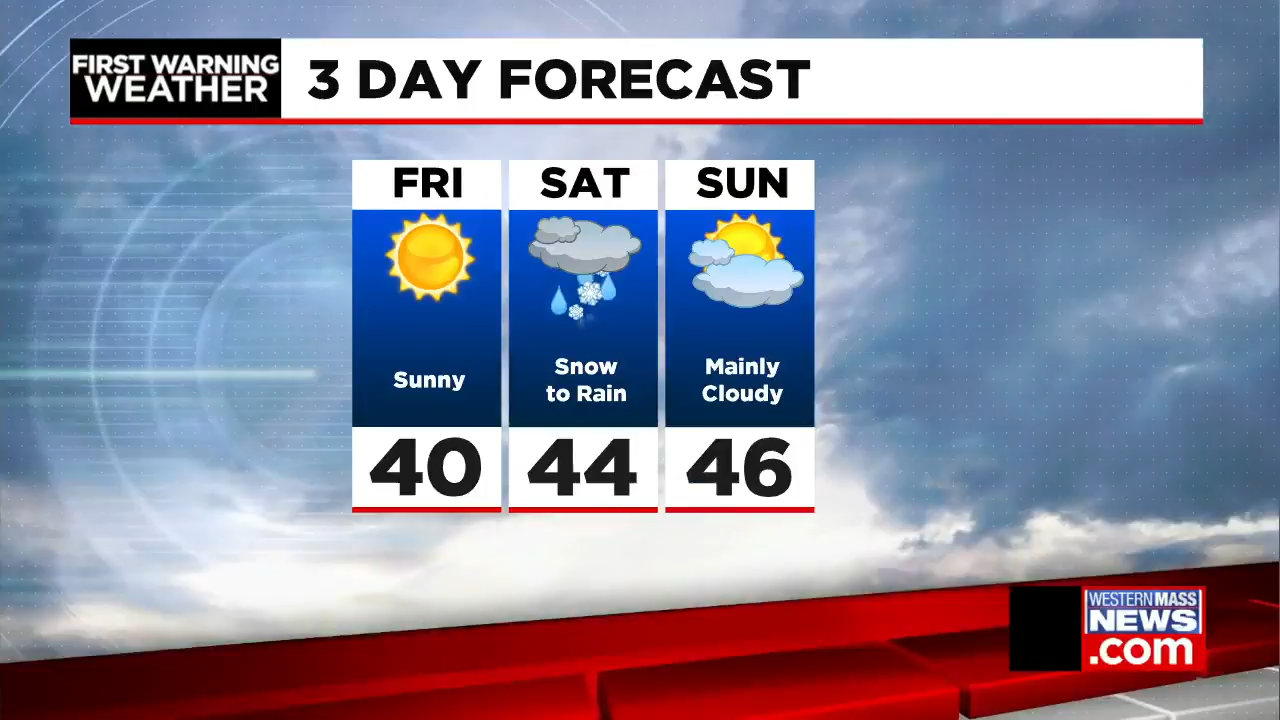 FIRST WARNING
WEATHER
3 DAY FORECAST
FRI
SAT
SUN
Sunny
Snow
to Rain
Mainly
Cloudy
40
44
46
WESTERN MASS
NEWS
.com